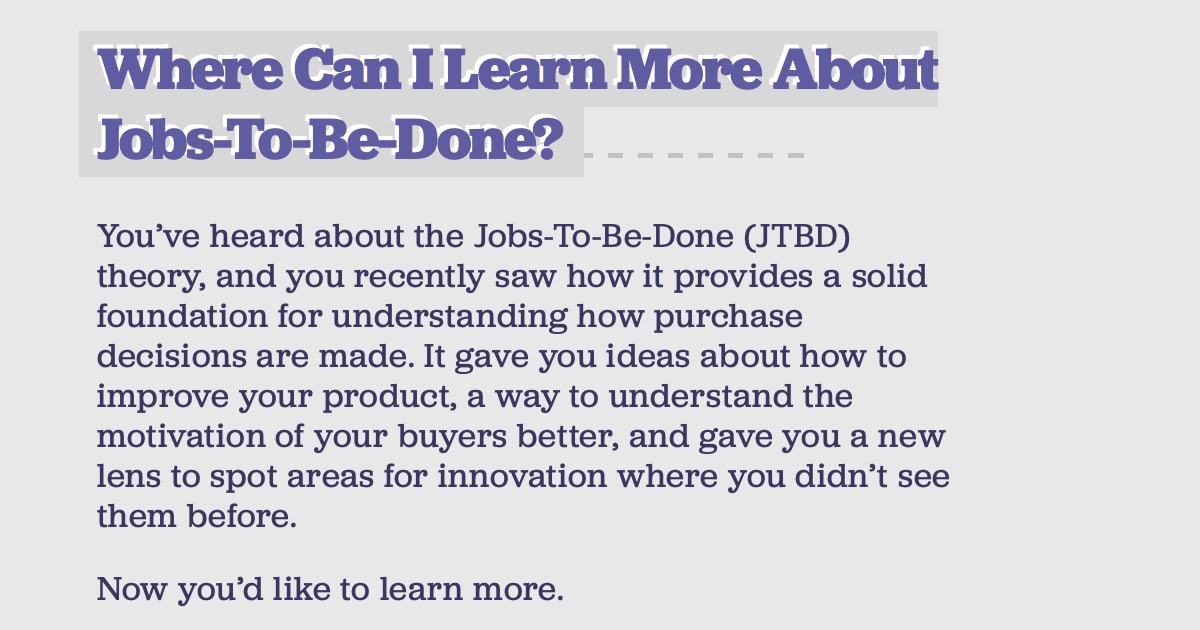 Where Can I Learn More About
Jobs-To-Be-Done?
You’ve heard about the Jobs-To-Be-Done (JTBD)
theory, and you recently saw how it provides a solid
foundation for understanding how purchase
decisions are made. It gave you ideas about how to
improve your product, a way to understand the
motivation of your buyers better, and gave you a new
lens to spot areas for innovation where you didn’t see
them before.
Now you’d like to learn more.